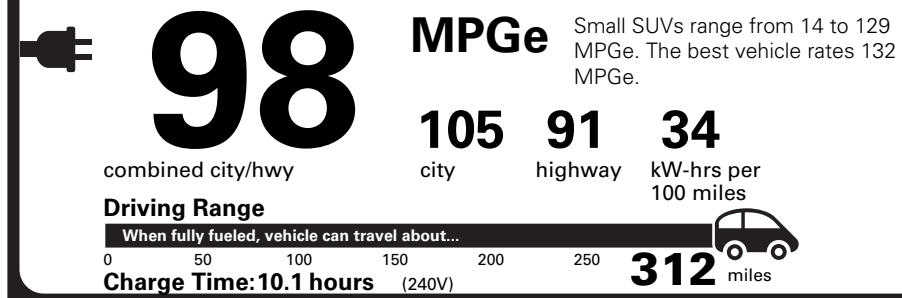 98
MPGe
Small SUVs range from 14 to 129
MPGe. The best vehicle rates 132
MPGe.
combined city/hwy
105
city
91
highway
34
kW-hrs per
100 miles
Driving Range
When fully fueled, vehicle can travel about...
0 50 100 150 200 250 312 miles
Charge Time: 10.1 hours (240V)